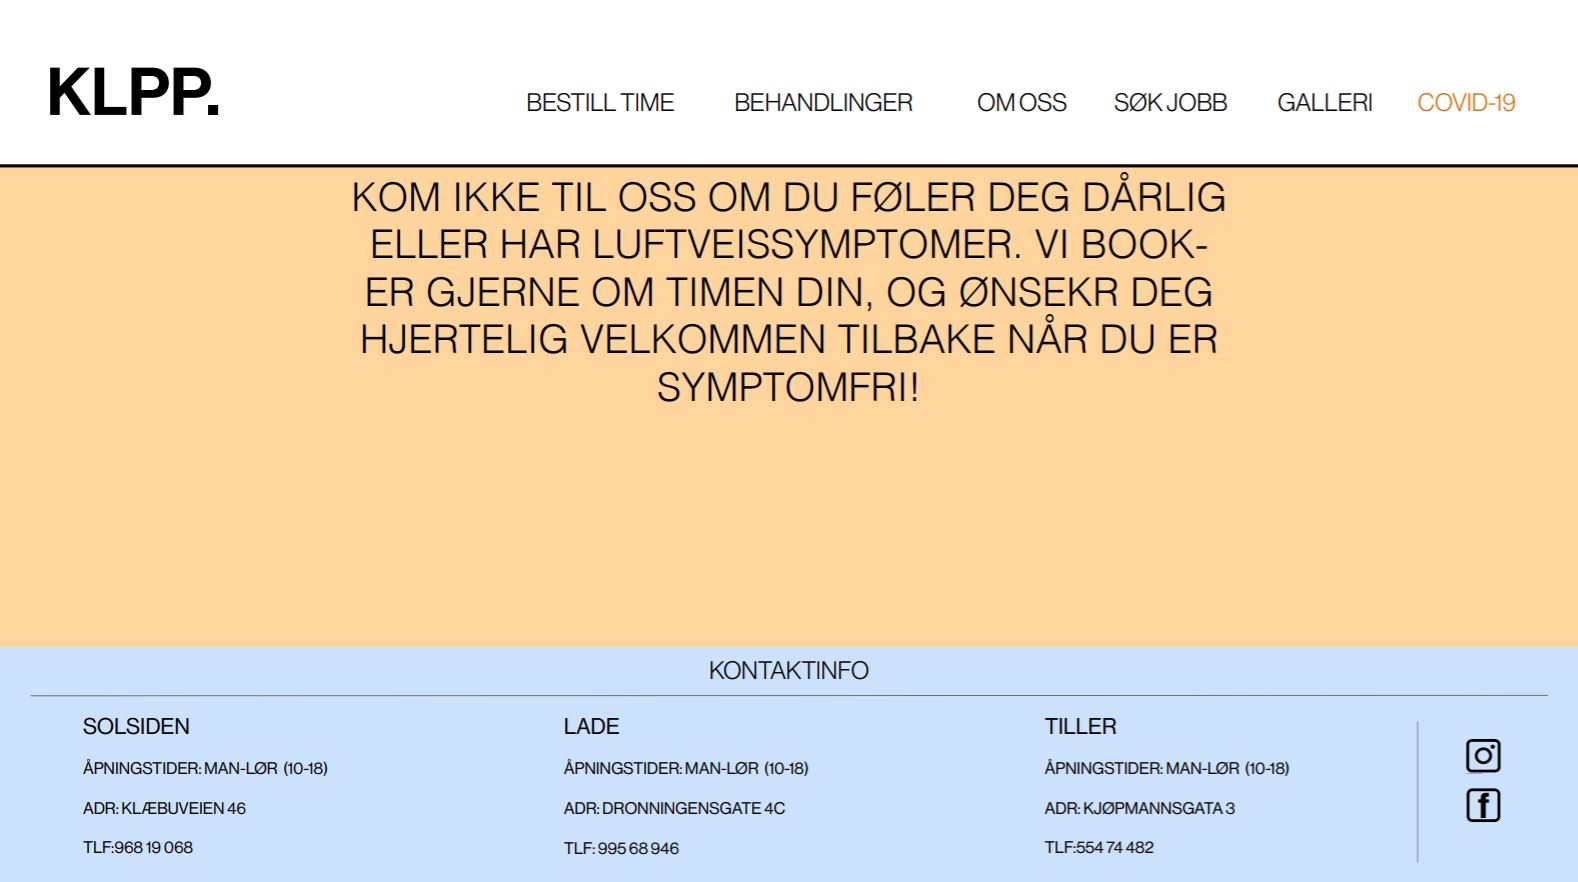 KLPP.
BESTILL TIME BEHANDLINGER OM OSS SØK JOBB GALLERI COVID-19
KOM IKKE TIL OSS OM DU FØLER DEG DÅRLIG
ELLER HAR LUFTVEISSYMPTOMER. VI BOOK-
ER GJERNE OM TIMEN DIN, OG ØNSEKR DEG
HJERTELIG VELKOMMEN TILBAKE NÅR DU ER
SYMPTOMFRI!
KONTAKTINFO
SOLSIDEN
ÅPNINGSTIDER: MAN-LØR (10-18)
ADR: KLÆBUVEIEN 46
TLF:968 19 068
LADE
ÅPNINGSTIDER: MAN-LØR (10-18)
ADR: DRONNINGENSGATE 4C
TLF: 995 68 946
TILLER
ÅPNINGSTIDER: MAN-LØR (10-18)
ADR: KJØPMANNSGATA 3
TLF:554 74 482